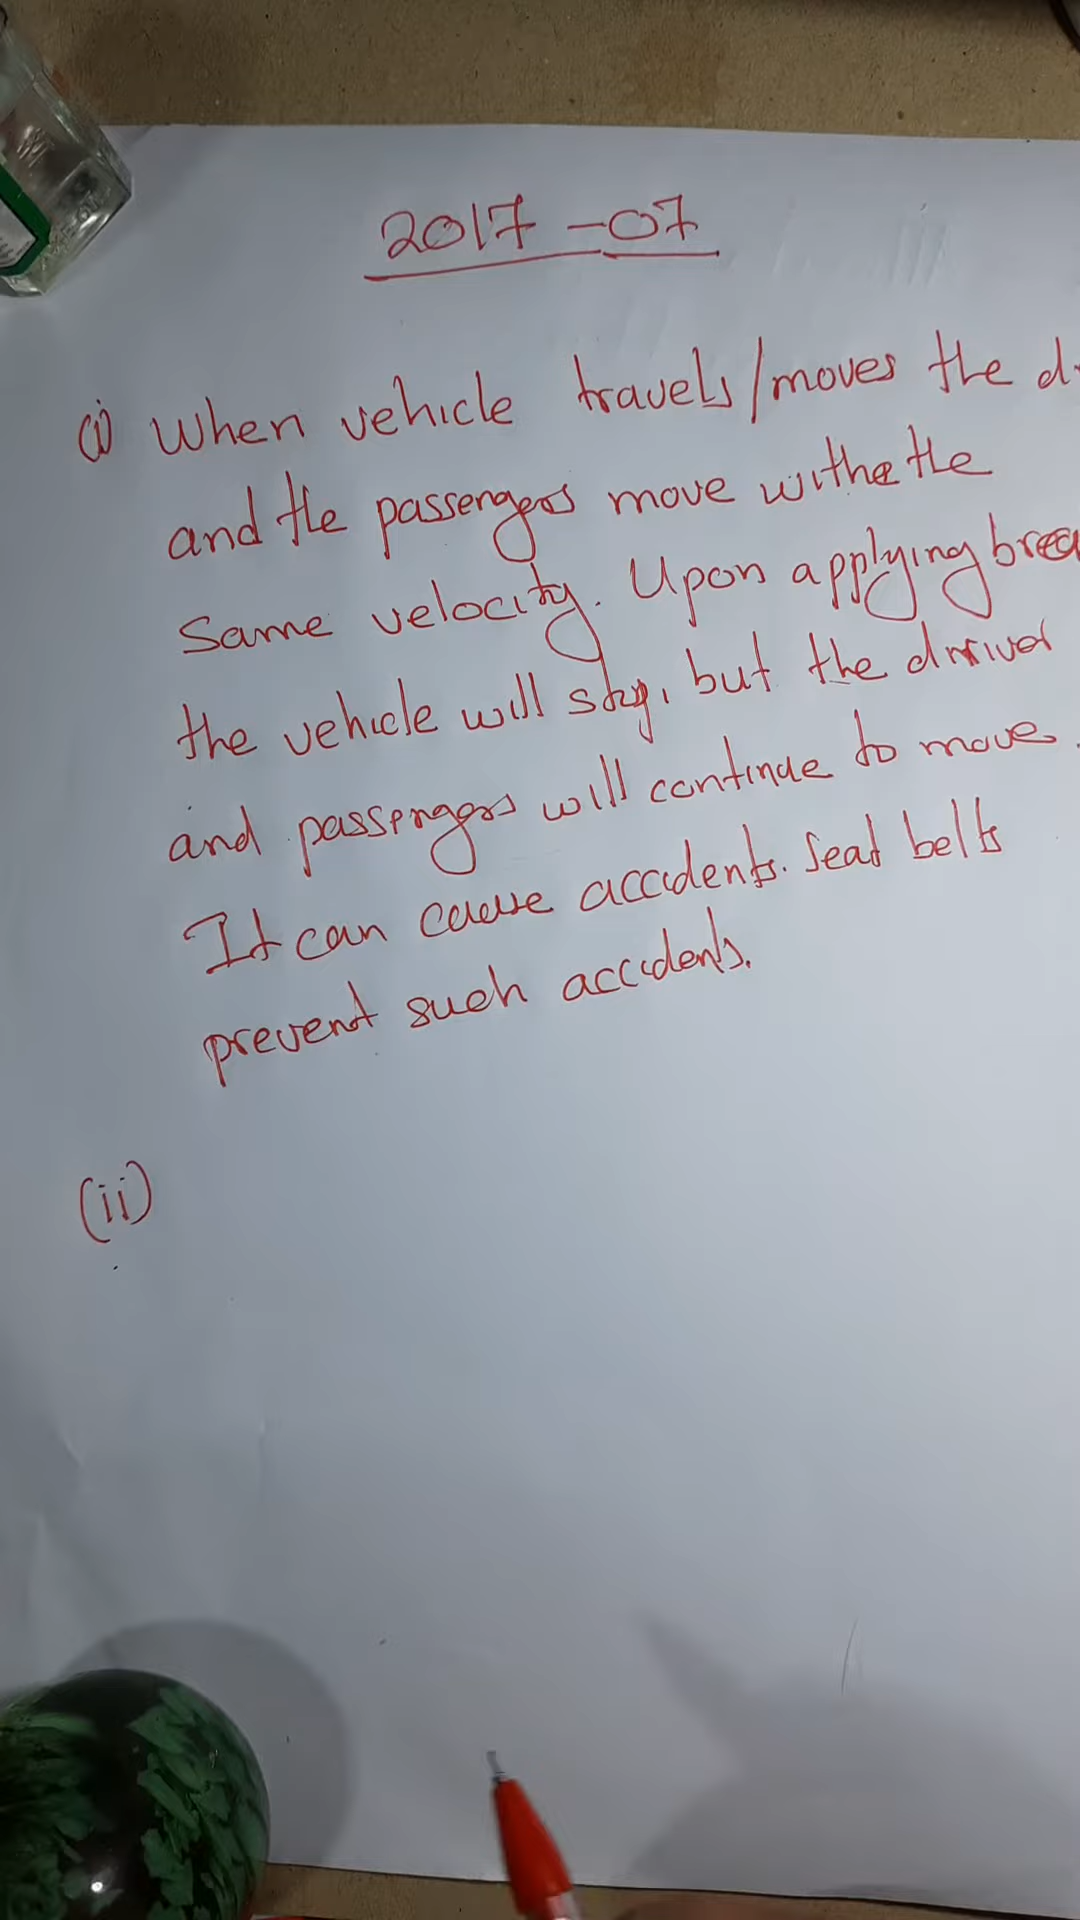 2017 - 07
(i) When vehicle travels/moves the d
and the passengers move withe the
Same velocity. Upon applying brea
the vehicle will stop, but the driver
and passengers will continue to move.
It can cause accidents. Seat belts
prevent such accidents.
(ii)